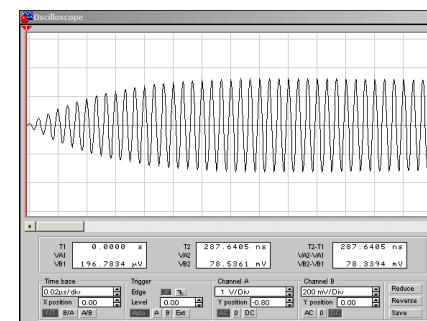 Oscilloscope
T1 0.0000 s T2 287.6405 ns T2-T1 287.6405 ns
VA1 VA2 VA2-VA1
VB1 196.7834 µV VB2 78.5361 mV VB2-VB1 78.3394 mV
Time base Trigger Channel A Channel B
0.02µs/div Edge 1 V/Div 200 mV/Div Reduce
X position 0.00 Level 0.00 Y position -0.80 Y position 0.00 Reverse
Y/T B/A A/B Auto A B Ext AC 0 DC AC 0 DC Save